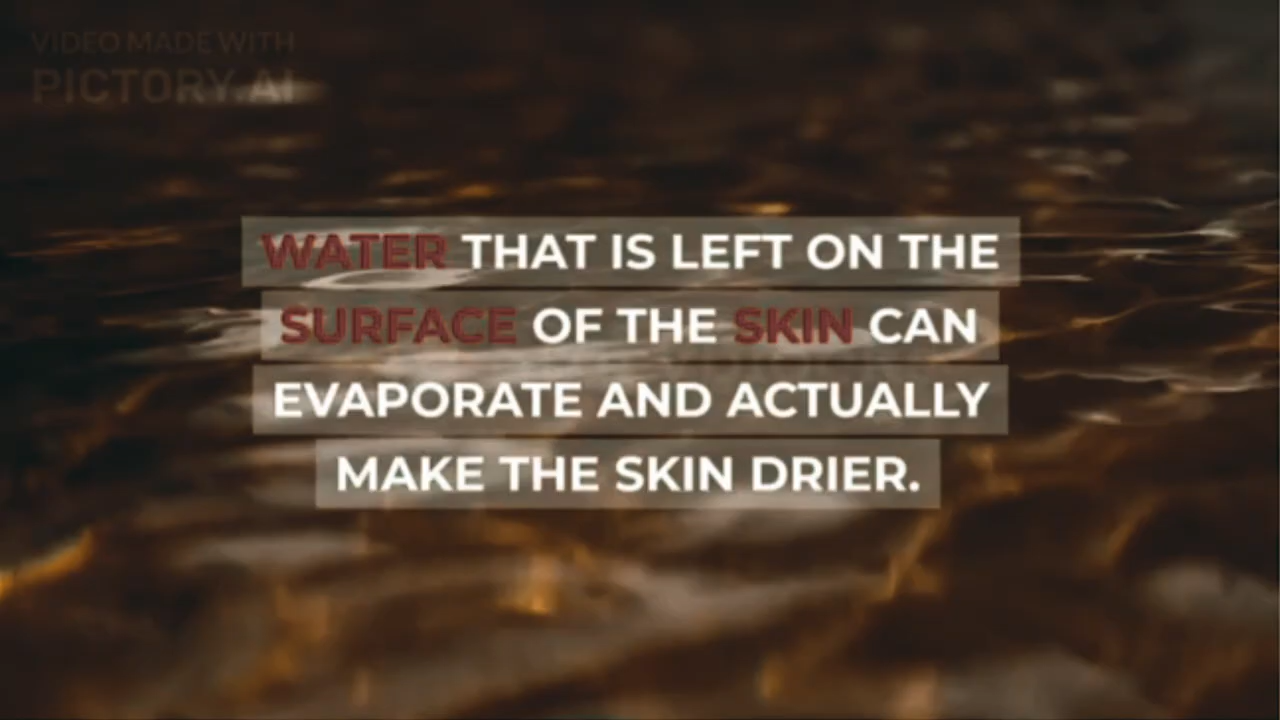 VIDEO MADE WITH
PICTORY.AI
WATER THAT IS LEFT ON THE
SURFACE OF THE SKIN CAN
EVAPORATE AND ACTUALLY
MAKE THE SKIN DRIER.